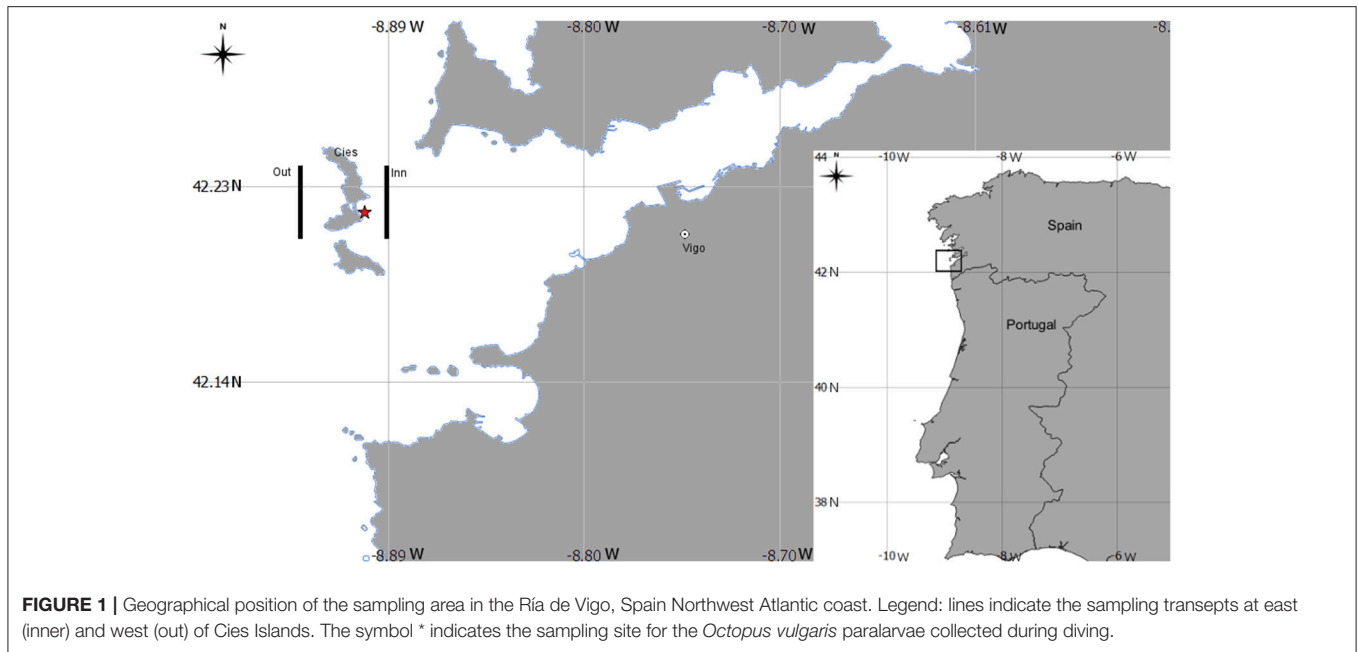 N
-8.89 W
-8.80 W
-8.70 W
-8.61 W
-8.
Cies
Out
Inn
42.23 N
Vigo
42.14 N
-8.89 W
-8.80 W
-8.70 W
N
44
-10 W
-8 W
-6 W
Spain
42 N
Portugal
40 N
38 N
-10 W
-8 W
-6 W
FIGURE 1 | Geographical position of the sampling area in the Ría de Vigo, Spain Northwest Atlantic coast. Legend: lines indicate the sampling transepts at east
(inner) and west (out) of Cies Islands. The symbol * indicates the sampling site for the Octopus vulgaris paralarvae collected during diving.